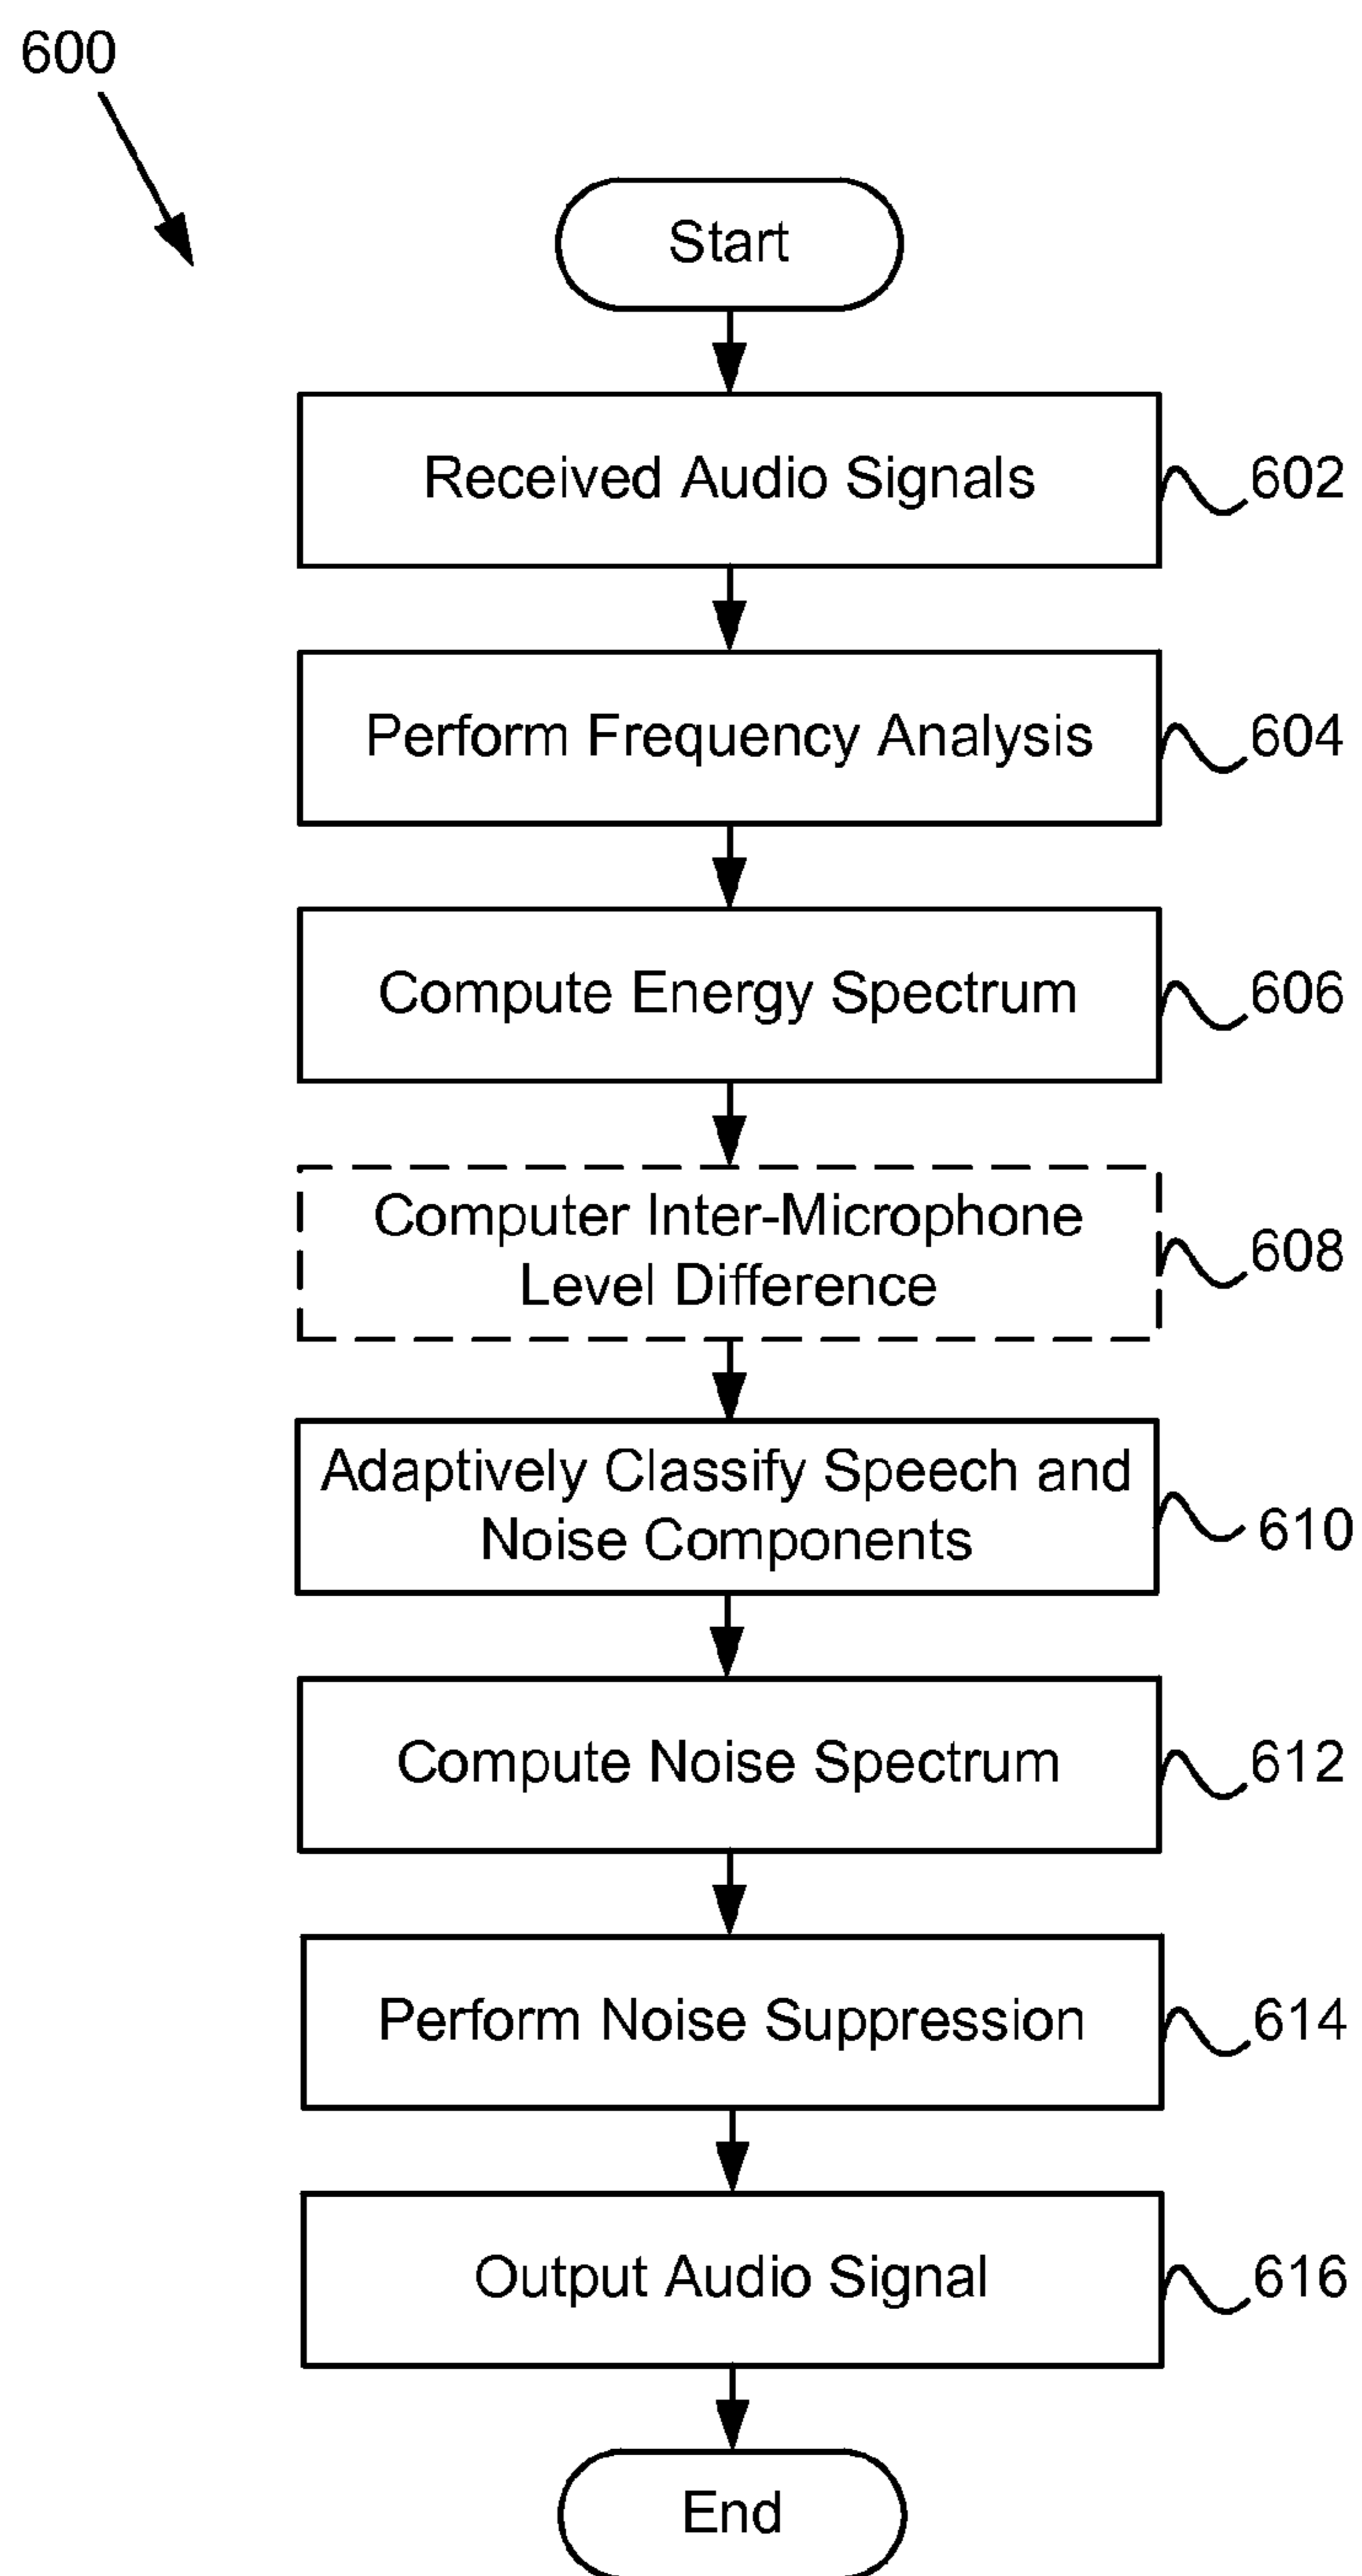 600
Start
Received Audio Signals
602
Perform Frequency Analysis
604
Compute Energy Spectrum
606
Computer Inter-Microphone
Level Difference
608
Adaptively Classify Speech and
Noise Components
610
Compute Noise Spectrum
612
Perform Noise Suppression
614
Output Audio Signal
616
End